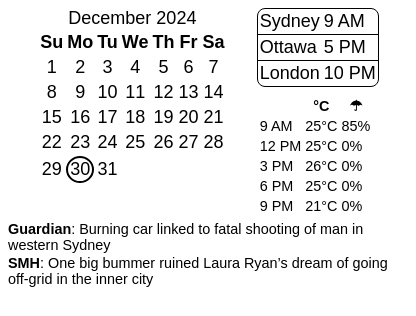 December 2024
Su Mo Tu We Th Fr Sa
1 2 3 4 5 6 7
8 9 10 11 12 13 14
15 16 17 18 19 20 21
22 23 24 25 26 27 28
29 30 31
Sydney 9 AM
Ottawa 5 PM
London 10 PM
°C ☂
9 AM 25°C 85%
12 PM 25°C 0%
3 PM 26°C 0%
6 PM 25°C 0%
9 PM 21°C 0%
Guardian: Burning car linked to fatal shooting of man in
western Sydney
SMH: One big bummer ruined Laura Ryan’s dream of going
off-grid in the inner city